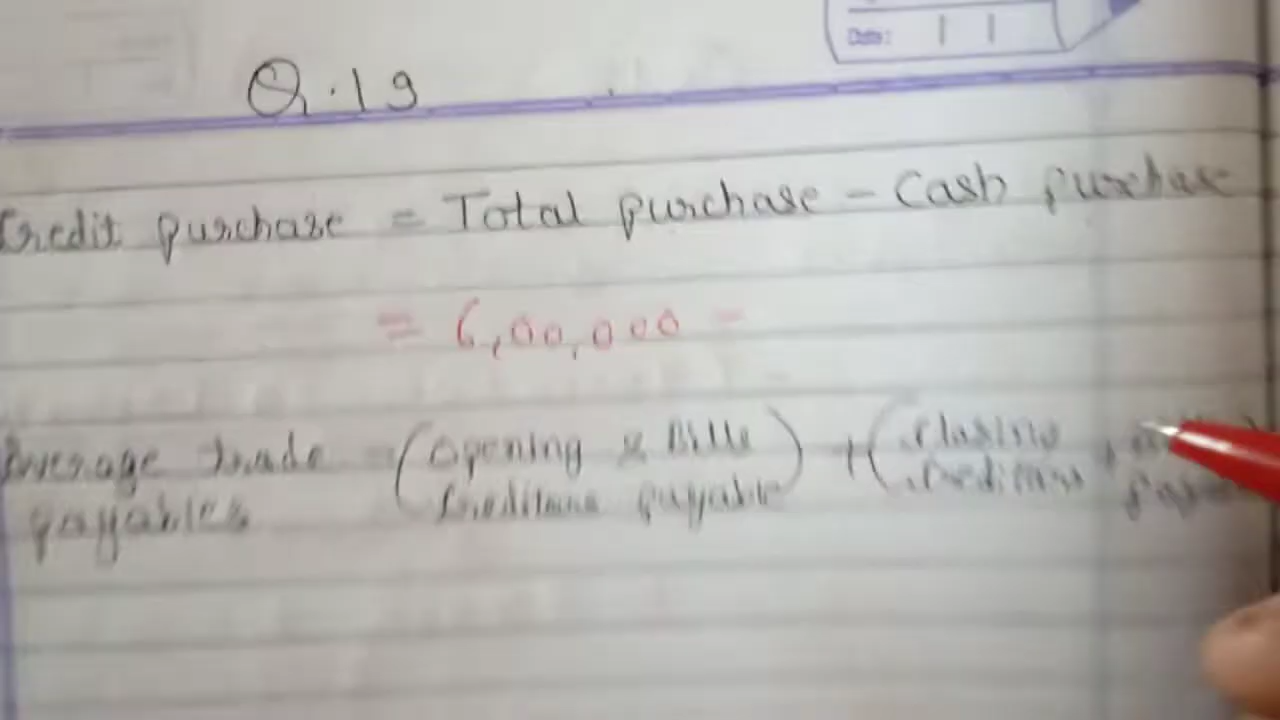 Date:
Q.19
Credit purchase = Total purchase - Cash purchase
= 6,00,000 -
Average trade payables = (Opening Creditors & Bills payable) + (Closing Creditors +